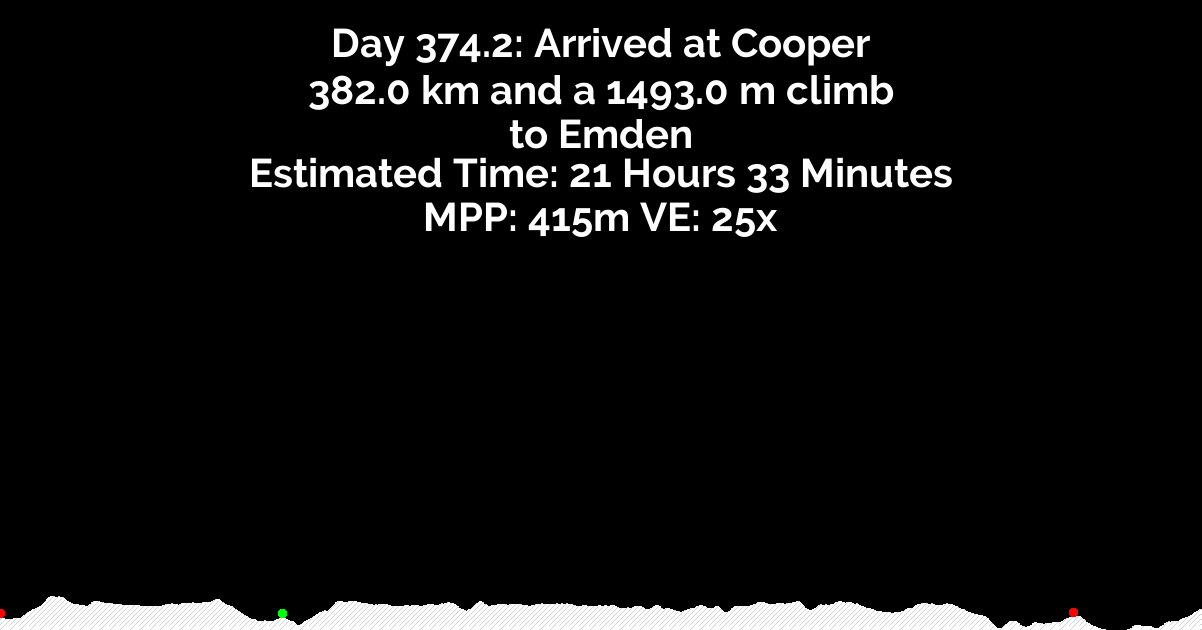 Day 374.2: Arrived at Cooper
382.0 km and a 1493.0 m climb
to Emden
Estimated Time: 21 Hours 33 Minutes
MPP: 415m VE: 25x